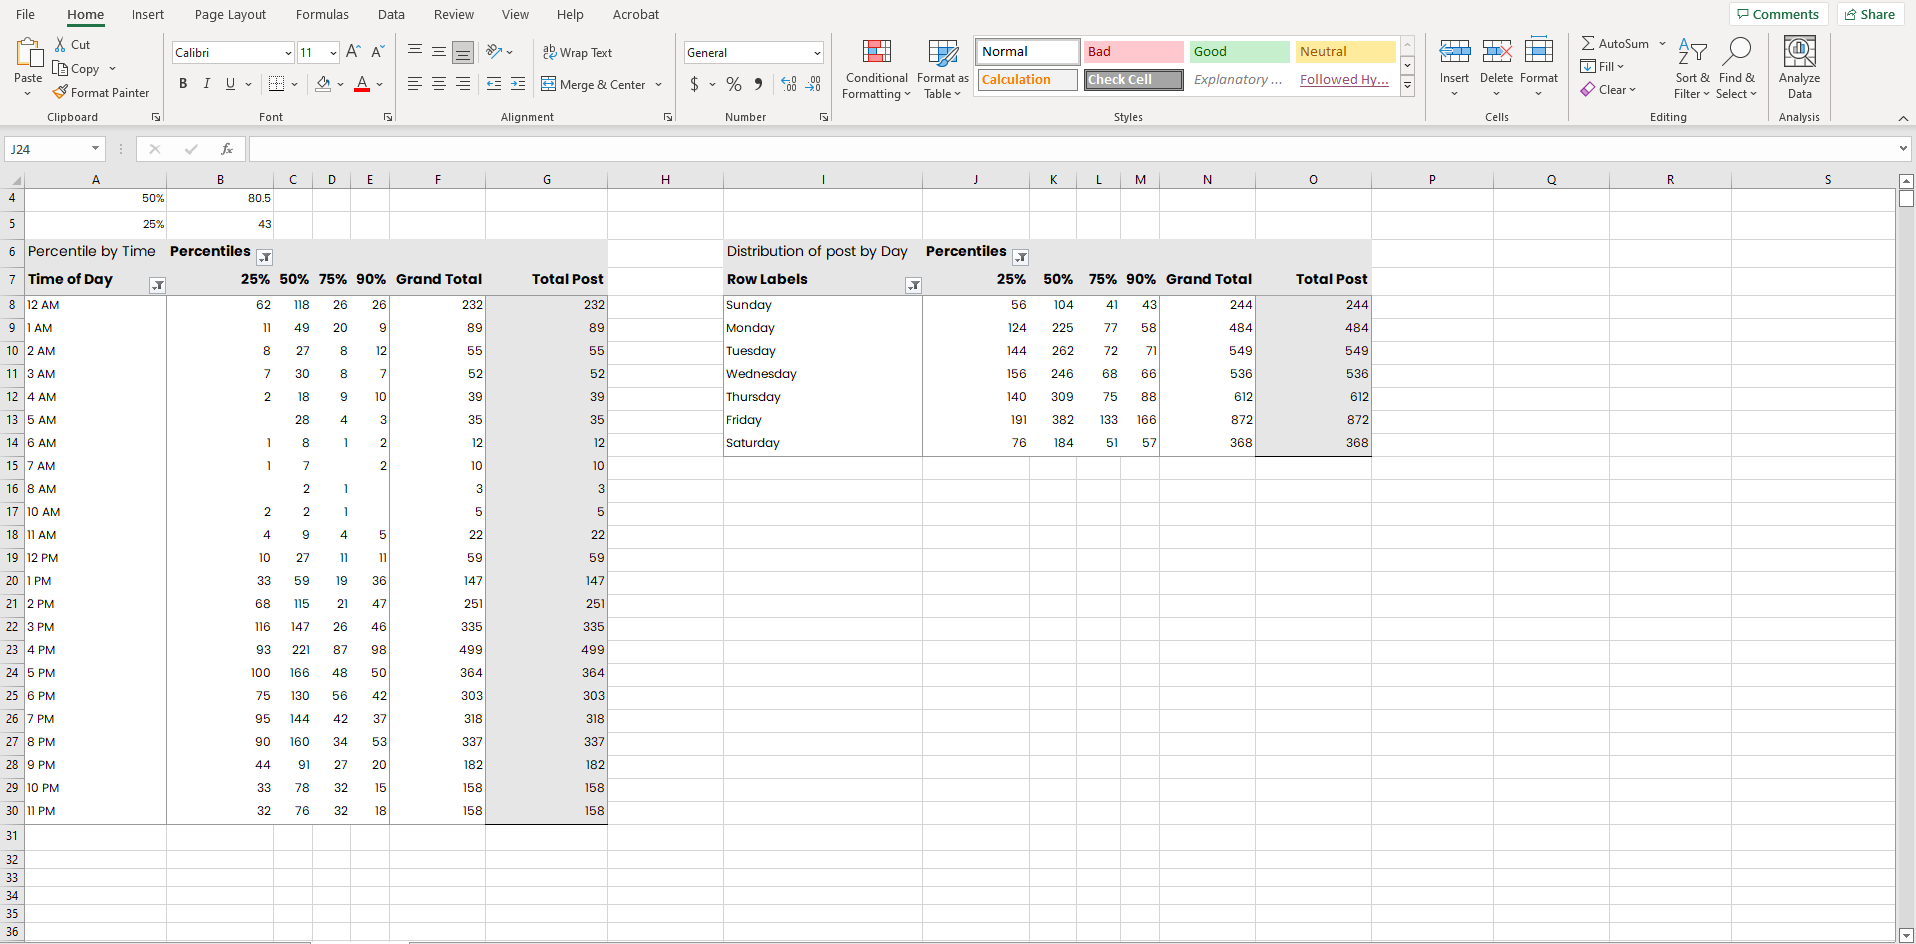 File Home Insert Page Layout Formulas Data Review View Help Acrobat Comments Share
Paste Cut Copy Format Painter Clipboard
Calibri 11 A A B I U A Font
ab Wrap Text Merge & Center Alignment
General $ % Number
Conditional Formatting Format as Table
Normal Bad Good Neutral
Calculation Check Cell Explanatory ... Followed Hy... Styles
Insert Delete Format Cells
AutoSum Fill Clear Sort & Filter Find & Select Editing
Analyze Data Analysis
J24 fx
A B C D E F G H I J K L M N O P Q R S
4 50% 80.5
5 25% 43
6 Percentile by Time Percentiles Distribution of post by Day Percentiles
7 Time of Day 25% 50% 75% 90% Grand Total Total Post Row Labels 25% 50% 75% 90% Grand Total Total Post
8 12 AM 62 118 26 26 232 232 Sunday 56 104 41 43 244 244
9 1 AM 11 49 20 9 89 89 Monday 124 225 77 58 484 484
10 2 AM 8 27 8 12 55 55 Tuesday 144 262 72 71 549 549
11 3 AM 7 30 8 7 52 52 Wednesday 156 246 68 66 536 536
12 4 AM 2 18 9 10 39 39 Thursday 140 309 75 88 612 612
13 5 AM 28 4 3 35 35 Friday 191 382 133 166 872 872
14 6 AM 1 8 1 2 12 12 Saturday 76 184 51 57 368 368
15 7 AM 1 7 2 10 10
16 8 AM 2 1 3 3
17 10 AM 2 2 1 5 5
18 11 AM 4 9 4 5 22 22
19 12 PM 10 27 11 11 59 59
20 1 PM 33 59 19 36 147 147
21 2 PM 68 115 21 47 251 251
22 3 PM 116 147 26 46 335 335
23 4 PM 93 221 87 98 499 499
24 5 PM 100 166 48 50 364 364
25 6 PM 75 130 56 42 303 303
26 7 PM 95 144 42 37 318 318
27 8 PM 90 160 34 53 337 337
28 9 PM 44 91 27 20 182 182
29 10 PM 33 78 32 15 158 158
30 11 PM 32 76 32 18 158 158
31
32
33
34
35
36